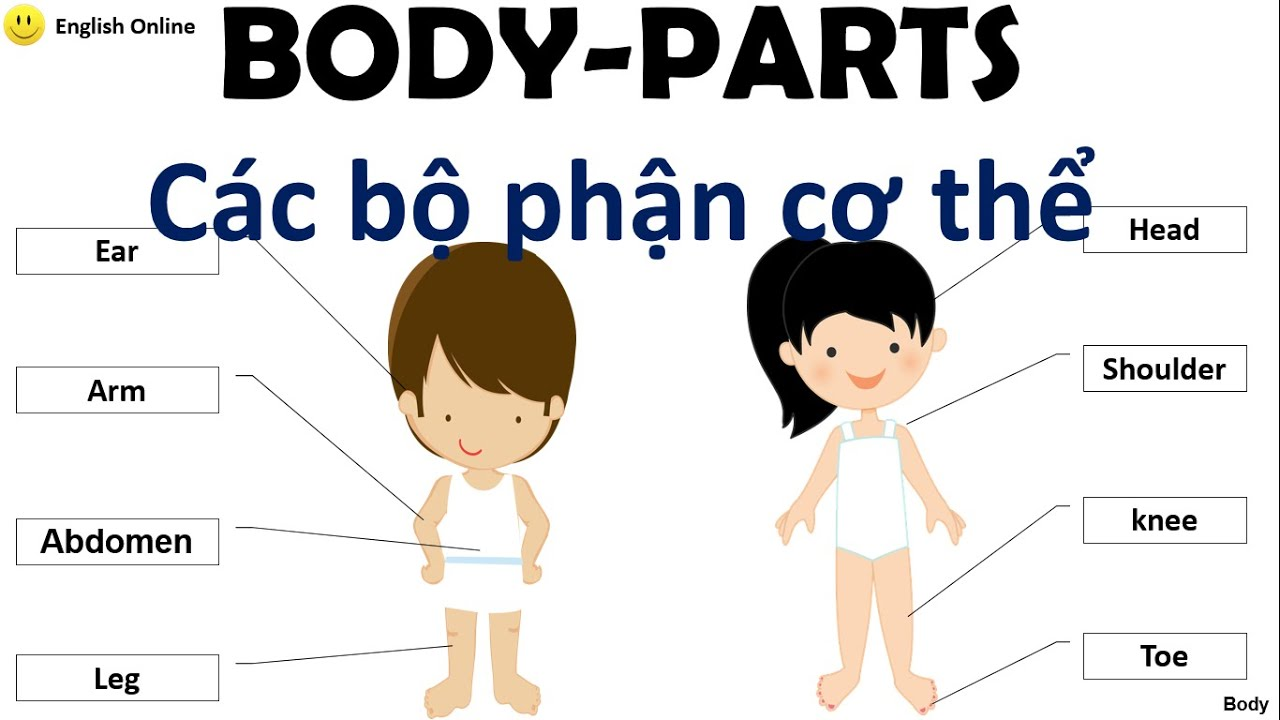 English Online
BODY-PARTS
Các bộ phận cơ thể
Ear
Arm
Abdomen
Leg
Head
Shoulder
knee
Toe
Body